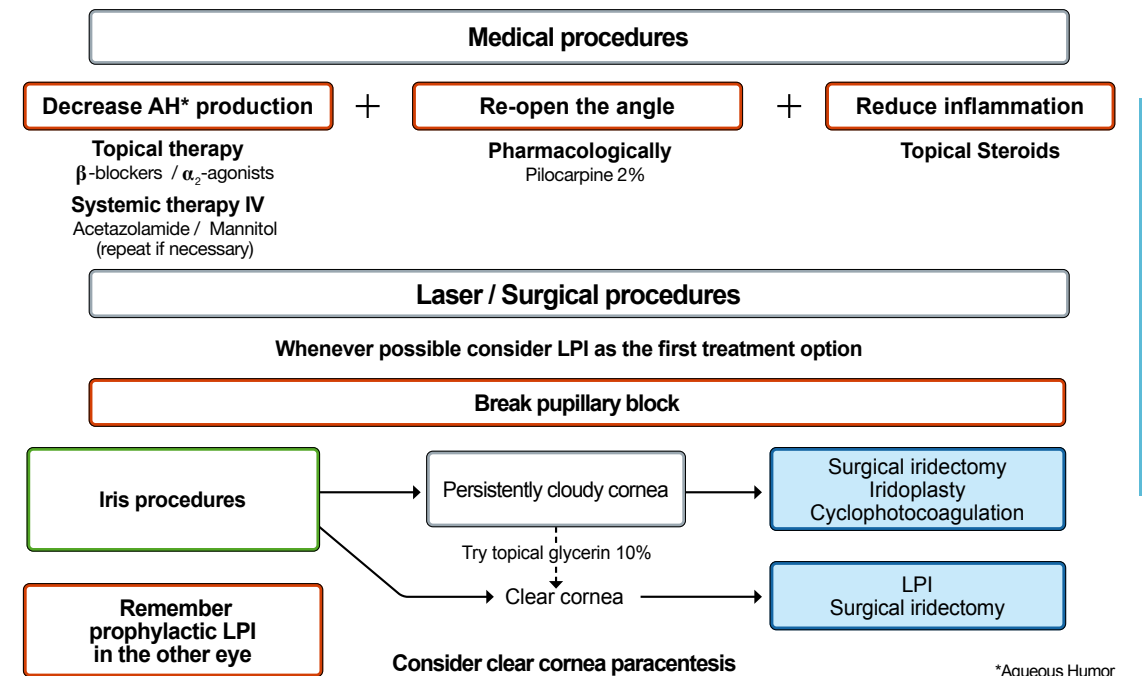 Medical procedures
Decrease AH* production + Re-open the angle + Reduce inflammation
Topical therapy
β-blockers / α₂-agonists
Systemic therapy IV
Acetazolamide / Mannitol
(repeat if necessary)
Pharmacologically
Pilocarpine 2%
Topical Steroids
Laser / Surgical procedures
Whenever possible consider LPI as the first treatment option
Break pupillary block
Iris procedures
Persistently cloudy cornea
Surgical iridectomy
Iridoplasty
Cyclophotocoagulation
Try topical glycerin 10%
Clear cornea
LPI
Surgical iridectomy
Remember
prophylactic LPI
in the other eye
Consider clear cornea paracentesis
*Aqueous Humor